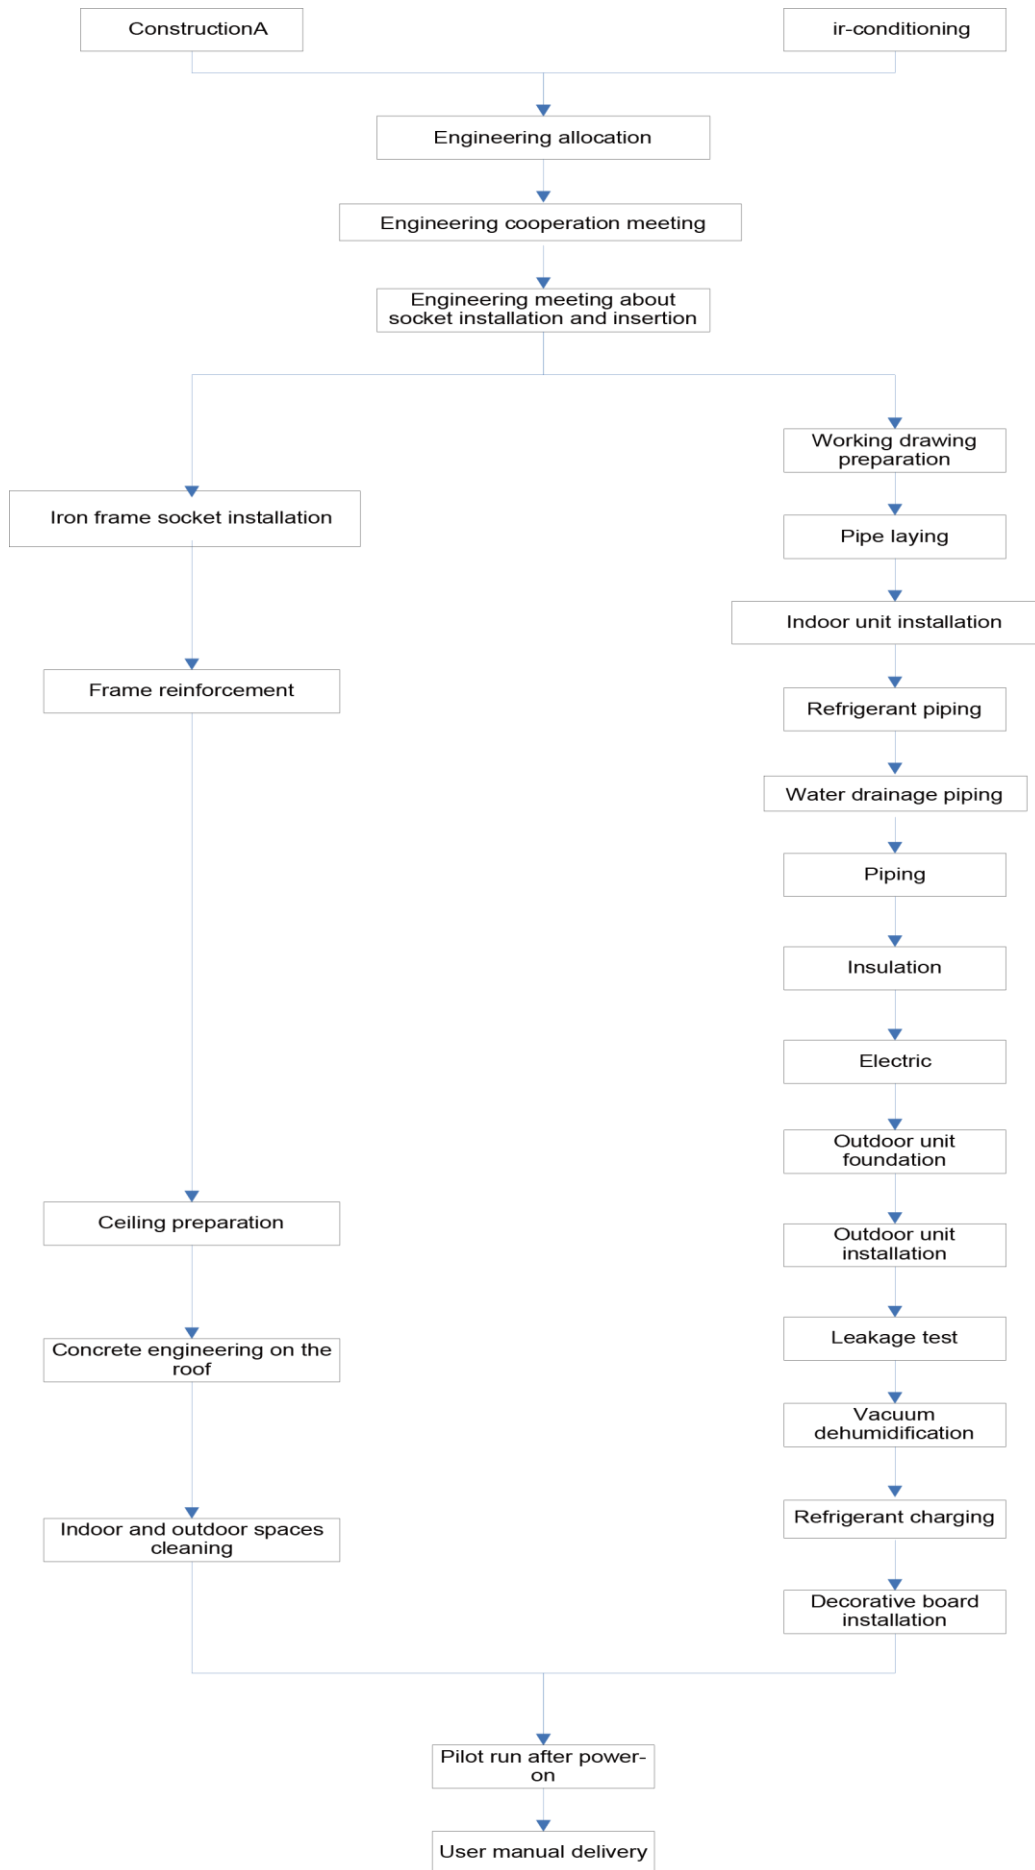 ConstructionA
ir-conditioning
Engineering allocation
Engineering cooperation meeting
Engineering meeting about
socket installation and insertion
Working drawing
preparation
Iron frame socket installation
Pipe laying
Indoor unit installation
Frame reinforcement
Refrigerant piping
Water drainage piping
Piping
Insulation
Electric
Outdoor unit
foundation
Ceiling preparation
Outdoor unit
installation
Concrete engineering on the
roof
Leakage test
Vacuum
dehumidification
Refrigerant charging
Indoor and outdoor spaces
cleaning
Decorative board
installation
Pilot run after power-
on
User manual delivery